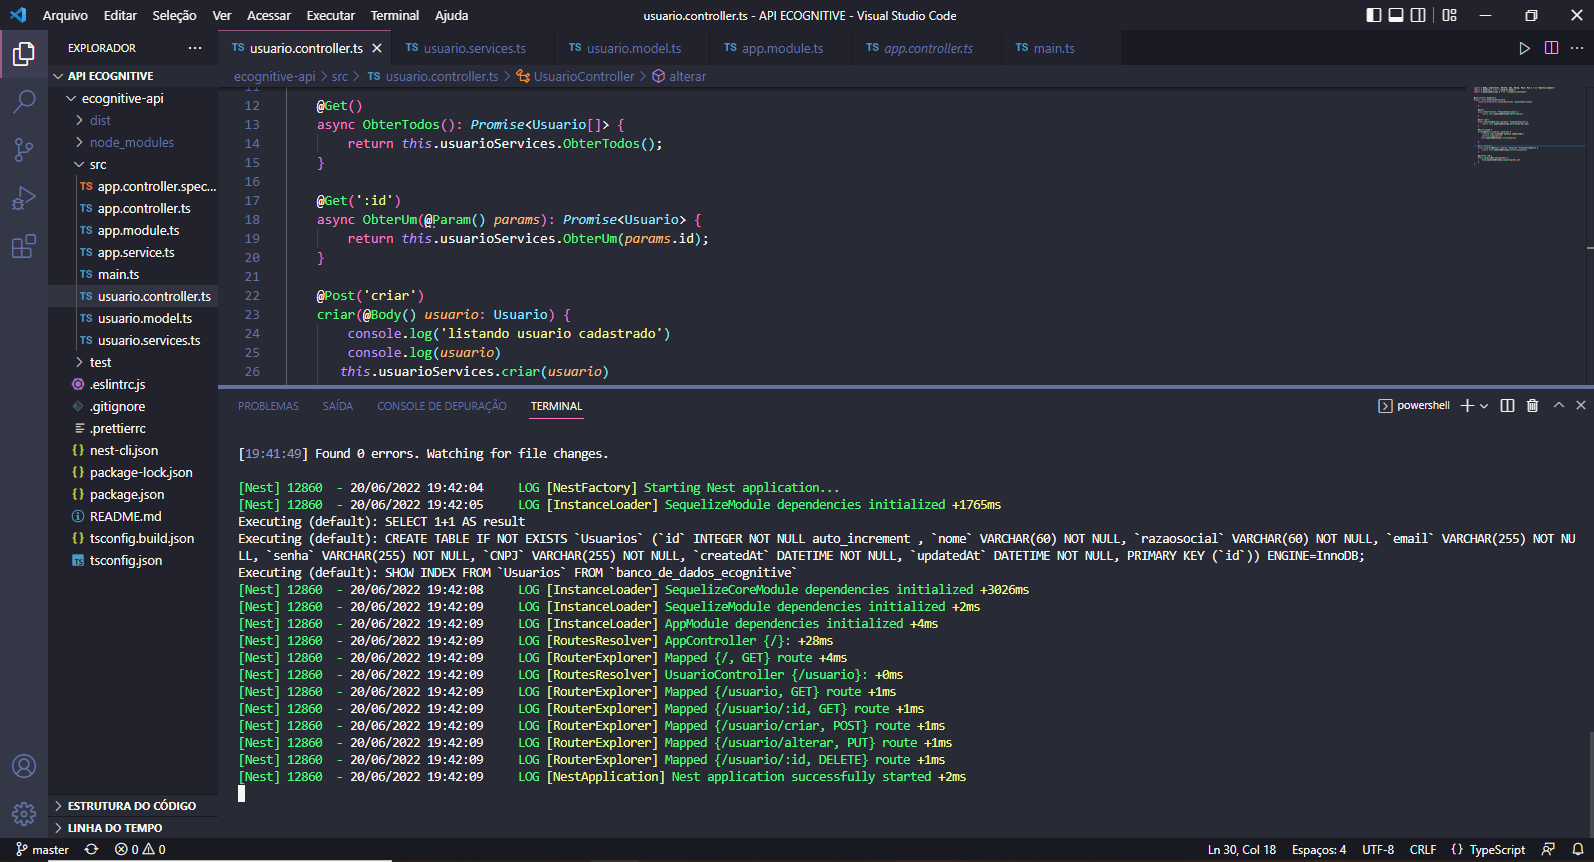 Arquivo Editar Seleção Ver Acessar Executar Terminal Ajuda
usuario.controller.ts - API ECOGNITIVE - Visual Studio Code
EXPLORADOR ···
TS usuario.controller.ts
TS usuario.services.ts
TS usuario.model.ts
TS app.module.ts
TS app.controller.ts
TS main.ts
API ECOGNITIVE
ecognitive-api
dist
node_modules
src
TS app.controller.spec...
TS app.controller.ts
TS app.module.ts
TS app.service.ts
TS main.ts
TS usuario.controller.ts
TS usuario.model.ts
TS usuario.services.ts
test
.eslintrc.js
.gitignore
.prettierrc
{} nest-cli.json
{} package-lock.json
{} package.json
README.md
{} tsconfig.build.json
TS tsconfig.json
ESTRUTURA DO CÓDIGO
LINHA DO TEMPO
ecognitive-api > src > TS usuario.controller.ts > UsuarioController > alterar
11
12 @Get()
13 async ObterTodos(): Promise<Usuario[]> {
14 return this.usuarioServices.ObterTodos();
15 }
16
17 @Get(':id')
18 async ObterUm(@Param() params): Promise<Usuario> {
19 return this.usuarioServices.ObterUm(params.id);
20 }
21
22 @Post('criar')
23 criar(@Body() usuario: Usuario) {
24 console.log('listando usuario cadastrado')
25 console.log(usuario)
26 this.usuarioServices.criar(usuario)
PROBLEMAS SAÍDA CONSOLE DE DEPURAÇÃO TERMINAL
powershell
[19:41:49] Found 0 errors. Watching for file changes.
[Nest] 12860 - 20/06/2022 19:42:04 LOG [NestFactory] Starting Nest application...
[Nest] 12860 - 20/06/2022 19:42:05 LOG [InstanceLoader] SequelizeModule dependencies initialized +1765ms
Executing (default): SELECT 1+1 AS result
Executing (default): CREATE TABLE IF NOT EXISTS `Usuarios` (`id` INTEGER NOT NULL auto_increment , `nome` VARCHAR(60) NOT NULL, `razaosocial` VARCHAR(60) NOT NULL, `email` VARCHAR(255) NOT NU
LL, `senha` VARCHAR(255) NOT NULL, `CNPJ` VARCHAR(255) NOT NULL, `createdAt` DATETIME NOT NULL, `updatedAt` DATETIME NOT NULL, PRIMARY KEY (`id`)) ENGINE=InnoDB;
Executing (default): SHOW INDEX FROM `Usuarios` FROM `banco_de_dados_ecognitive`
[Nest] 12860 - 20/06/2022 19:42:08 LOG [InstanceLoader] SequelizeCoreModule dependencies initialized +3026ms
[Nest] 12860 - 20/06/2022 19:42:09 LOG [InstanceLoader] SequelizeModule dependencies initialized +2ms
[Nest] 12860 - 20/06/2022 19:42:09 LOG [InstanceLoader] AppModule dependencies initialized +4ms
[Nest] 12860 - 20/06/2022 19:42:09 LOG [RoutesResolver] AppController {/}: +28ms
[Nest] 12860 - 20/06/2022 19:42:09 LOG [RouterExplorer] Mapped {/, GET} route +4ms
[Nest] 12860 - 20/06/2022 19:42:09 LOG [RoutesResolver] UsuarioController {/usuario}: +0ms
[Nest] 12860 - 20/06/2022 19:42:09 LOG [RouterExplorer] Mapped {/usuario, GET} route +1ms
[Nest] 12860 - 20/06/2022 19:42:09 LOG [RouterExplorer] Mapped {/usuario/:id, GET} route +1ms
[Nest] 12860 - 20/06/2022 19:42:09 LOG [RouterExplorer] Mapped {/usuario/criar, POST} route +1ms
[Nest] 12860 - 20/06/2022 19:42:09 LOG [RouterExplorer] Mapped {/usuario/alterar, PUT} route +1ms
[Nest] 12860 - 20/06/2022 19:42:09 LOG [RouterExplorer] Mapped {/usuario/:id, DELETE} route +1ms
[Nest] 12860 - 20/06/2022 19:42:09 LOG [NestApplication] Nest application successfully started +2ms
master 0 0
Ln 30, Col 18 Espaços: 4 UTF-8 CRLF {} TypeScript